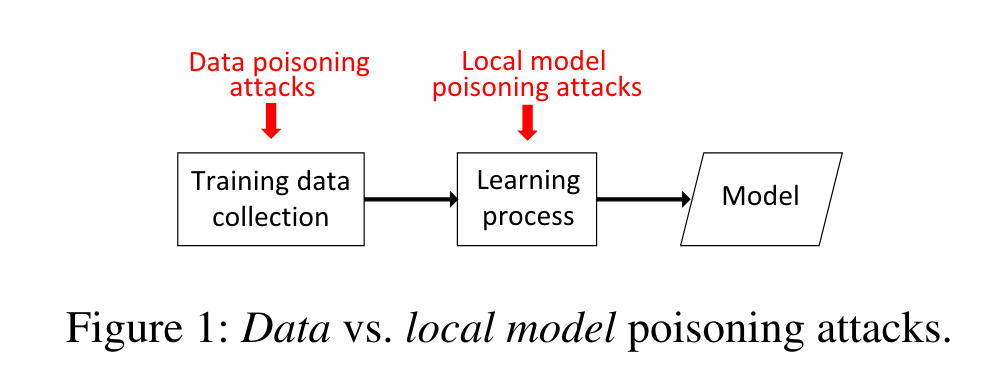 Data poisoning
attacks
Local model
poisoning attacks
Training data
collection
Learning
process
Model
Figure 1: Data vs. local model poisoning attacks.